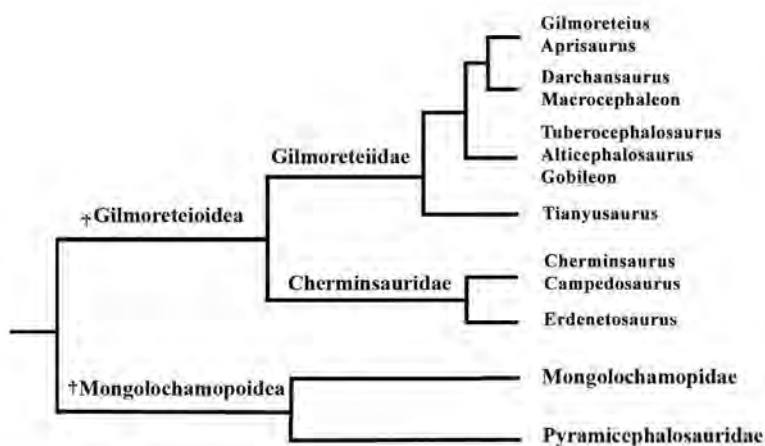 Gilmoreteius
Aprisaurus
Darchansaurus
Macrocephaleon
Tuberocephalosaurus
Alticephalosaurus
Gobileon
Gilmoreteiidae
†Gilmoreteioidea
Tianyusaurus
Cherminsaurus
Campedosaurus
Cherminsauridae
Erdenetosaurus
Mongolochamopidae
†Mongolochamopoidea
Pyramicephalosauridae